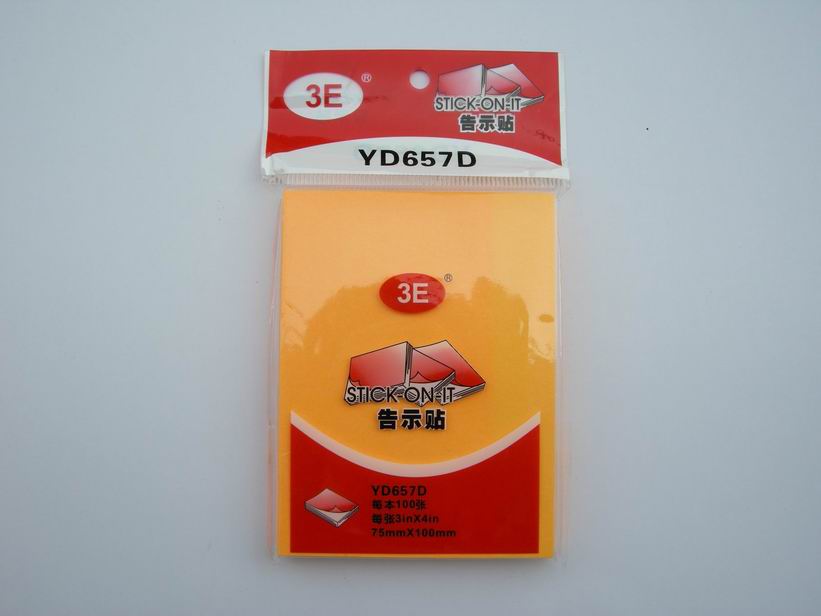 3E ®
STICK-ON-IT
告示贴
YD657D
3E ®
STICK-ON-IT
告示贴
YD657D
每本100张
每张3inX4in
75mmX100mm